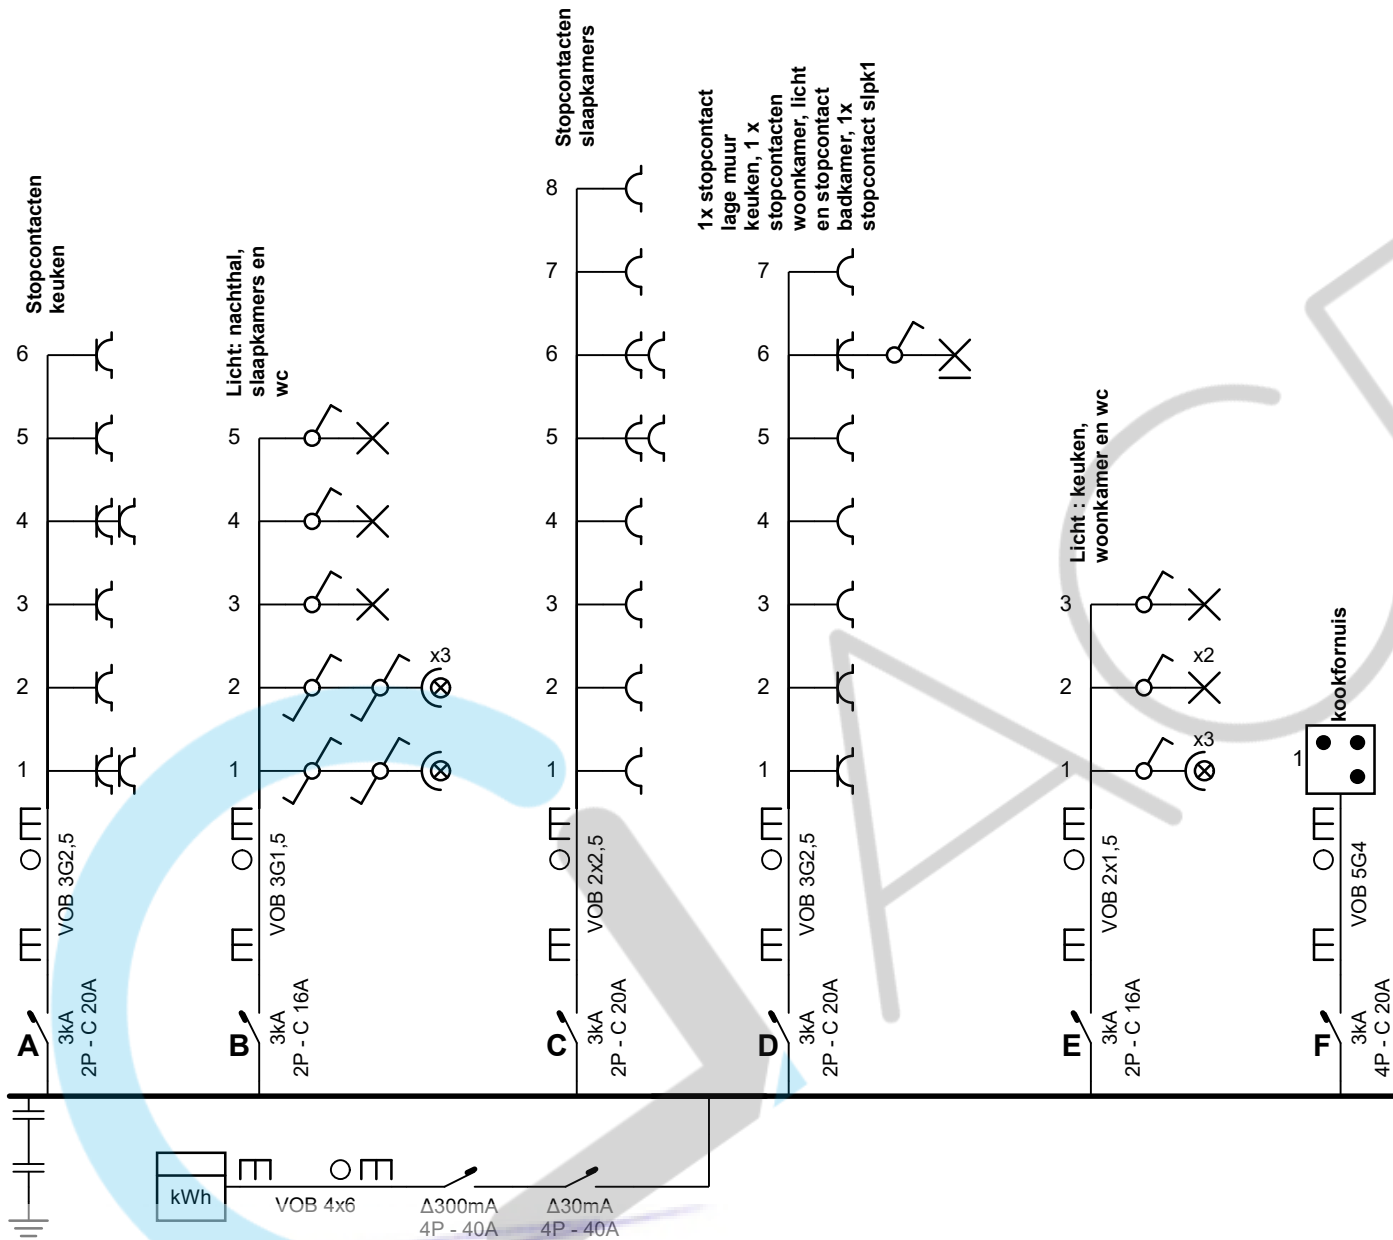 Stopcontacten
keuken
6
5
4
3
2
1
VOB 3G2,5
3kA
2P - C 20A
A
Licht: nachthal,
slaapkamers en
wc
5
4
3
2
x3
1
VOB 3G1,5
3kA
2P - C 16A
B
Stopcontacten
slaapkamers
8
7
6
5
4
3
2
1
VOB 2x2,5
3kA
2P - C 20A
C
1x stopcontact
lage muur
keuken, 1 x
stopcontacten
woonkamer, licht
en stopcontact
badkamer, 1x
stopcontact slpk1
7
6
5
4
3
2
1
VOB 3G2,5
3kA
2P - C 20A
D
Licht : keuken,
woonkamer en wc
3
2
x2
1
x3
VOB 2x1,5
3kA
2P - C 16A
E
kookfornuis
1
VOB 5G4
3kA
4P - C 20A
F
kWh
VOB 4x6
Δ300mA
4P - 40A
Δ30mA
4P - 40A